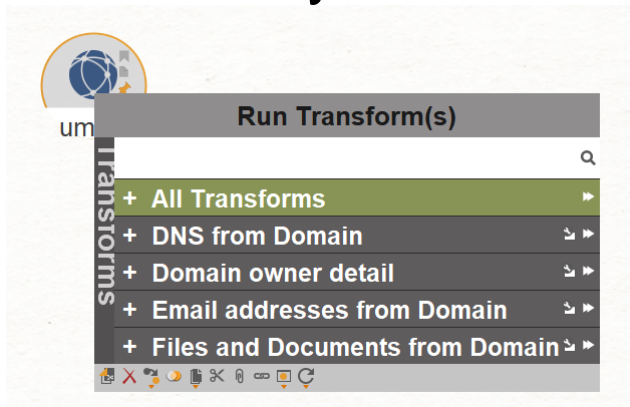 um
Run Transform(s)
Transforms
+ All Transforms
+ DNS from Domain
+ Domain owner detail
+ Email addresses from Domain
+ Files and Documents from Domain